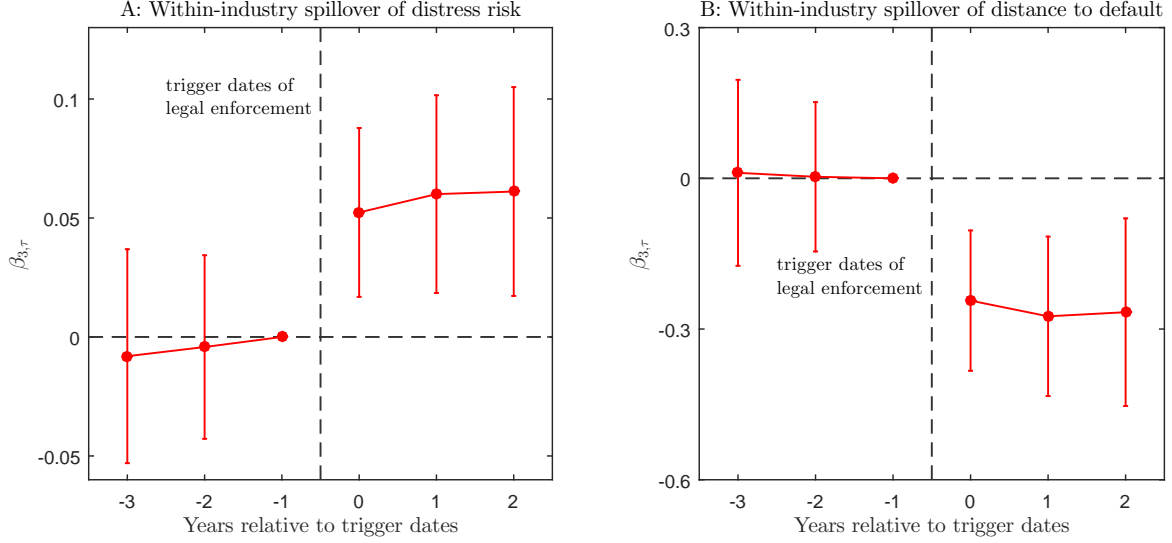 A: Within-industry spillover of distress risk
trigger dates of
legal enforcement
0.1
0.05
0
-0.05
β3,τ
-3 -2 -1 0 1 2
Years relative to trigger dates
B: Within-industry spillover of distance to default
0.3
0
-0.3
-0.6
β3,τ
trigger dates of
legal enforcement
-3 -2 -1 0 1 2
Years relative to trigger dates